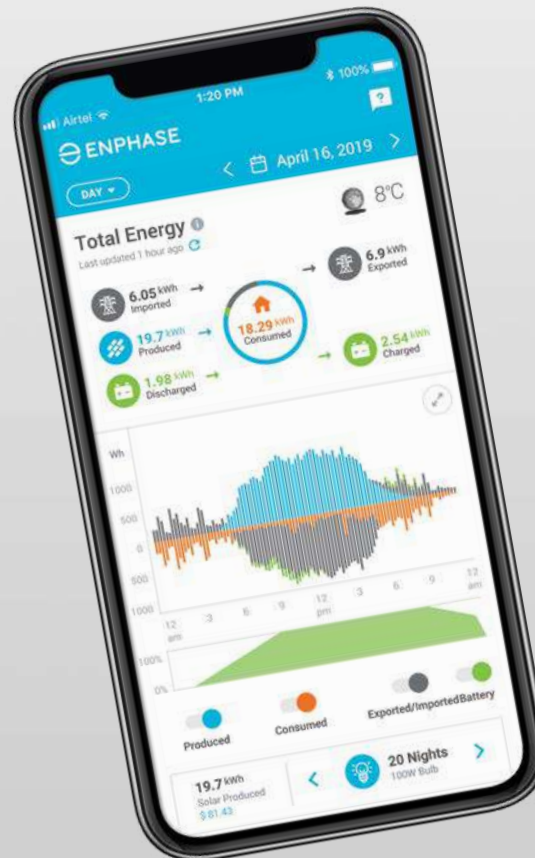 Airtel
1:20 PM
100%
ENPHASE
?
DAY
April 16, 2019
Total Energy i
8°C
Last updated 1 hour ago
6.05 kWh
Imported
6.9 kWh
Exported
19.7 kWh
Produced
18.29 kWh
Consumed
1.98 kWh
Discharged
2.54 kWh
Charged
Wh
1000
500
0
500
1000
12 am
3
6
9
12 pm
3
6
9
12 am
100%
0%
Produced
Consumed
Exported/Imported
Battery
19.7 kWh
Solar Produced
$ 81.43
20 Nights
100W Bulb